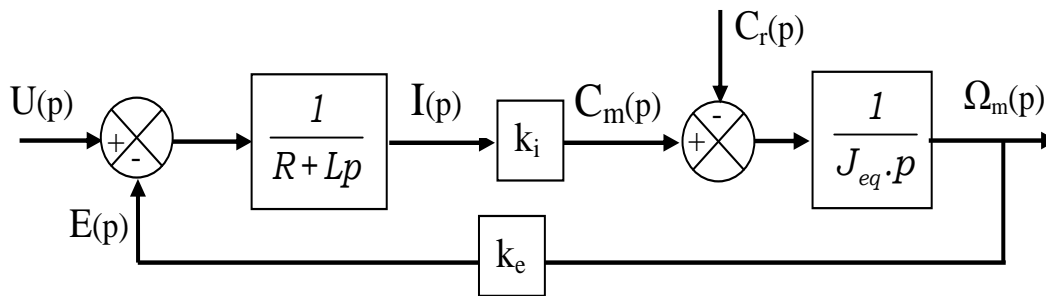 C_r(p)
U(p)
+
-
1
R+Lp
I(p)
k_i
C_m(p)
-
+
1
J_eq.p
Ω_m(p)
E(p)
k_e